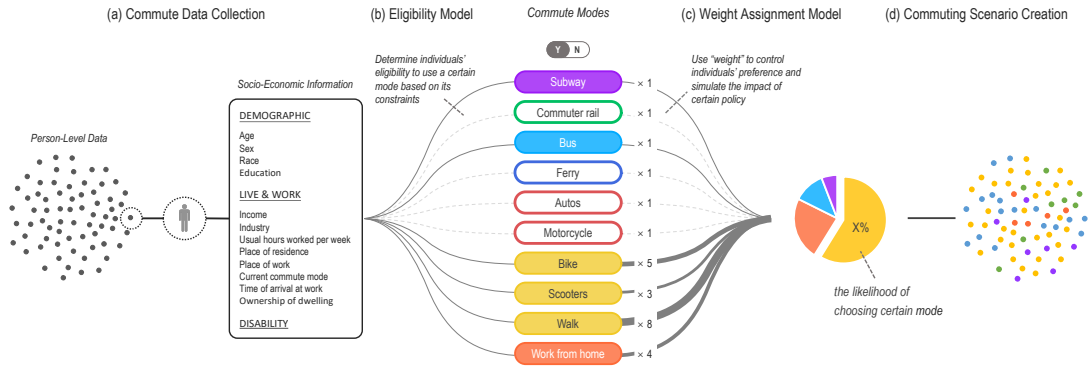 (a) Commute Data Collection
(b) Eligibility Model
Commute Modes
(c) Weight Assignment Model
(d) Commuting Scenario Creation
Person-Level Data
Socio-Economic Information
DEMOGRAPHIC
Age
Sex
Race
Education
LIVE & WORK
Income
Industry
Usual hours worked per week
Place of residence
Place of work
Current commute mode
Time of arrival at work
Ownership of dwelling
DISABILITY
Determine individuals'
eligibility to use a certain
mode based on its
constraints
Y N
Subway × 1
Commuter rail × 1
Bus × 1
Ferry × 1
Autos × 1
Motorcycle × 1
Bike × 5
Scooters × 3
Walk × 8
Work from home × 4
Use "weight" to control
individuals' preference and
simulate the impact of
certain policy
X%
the likelihood of
choosing certain mode